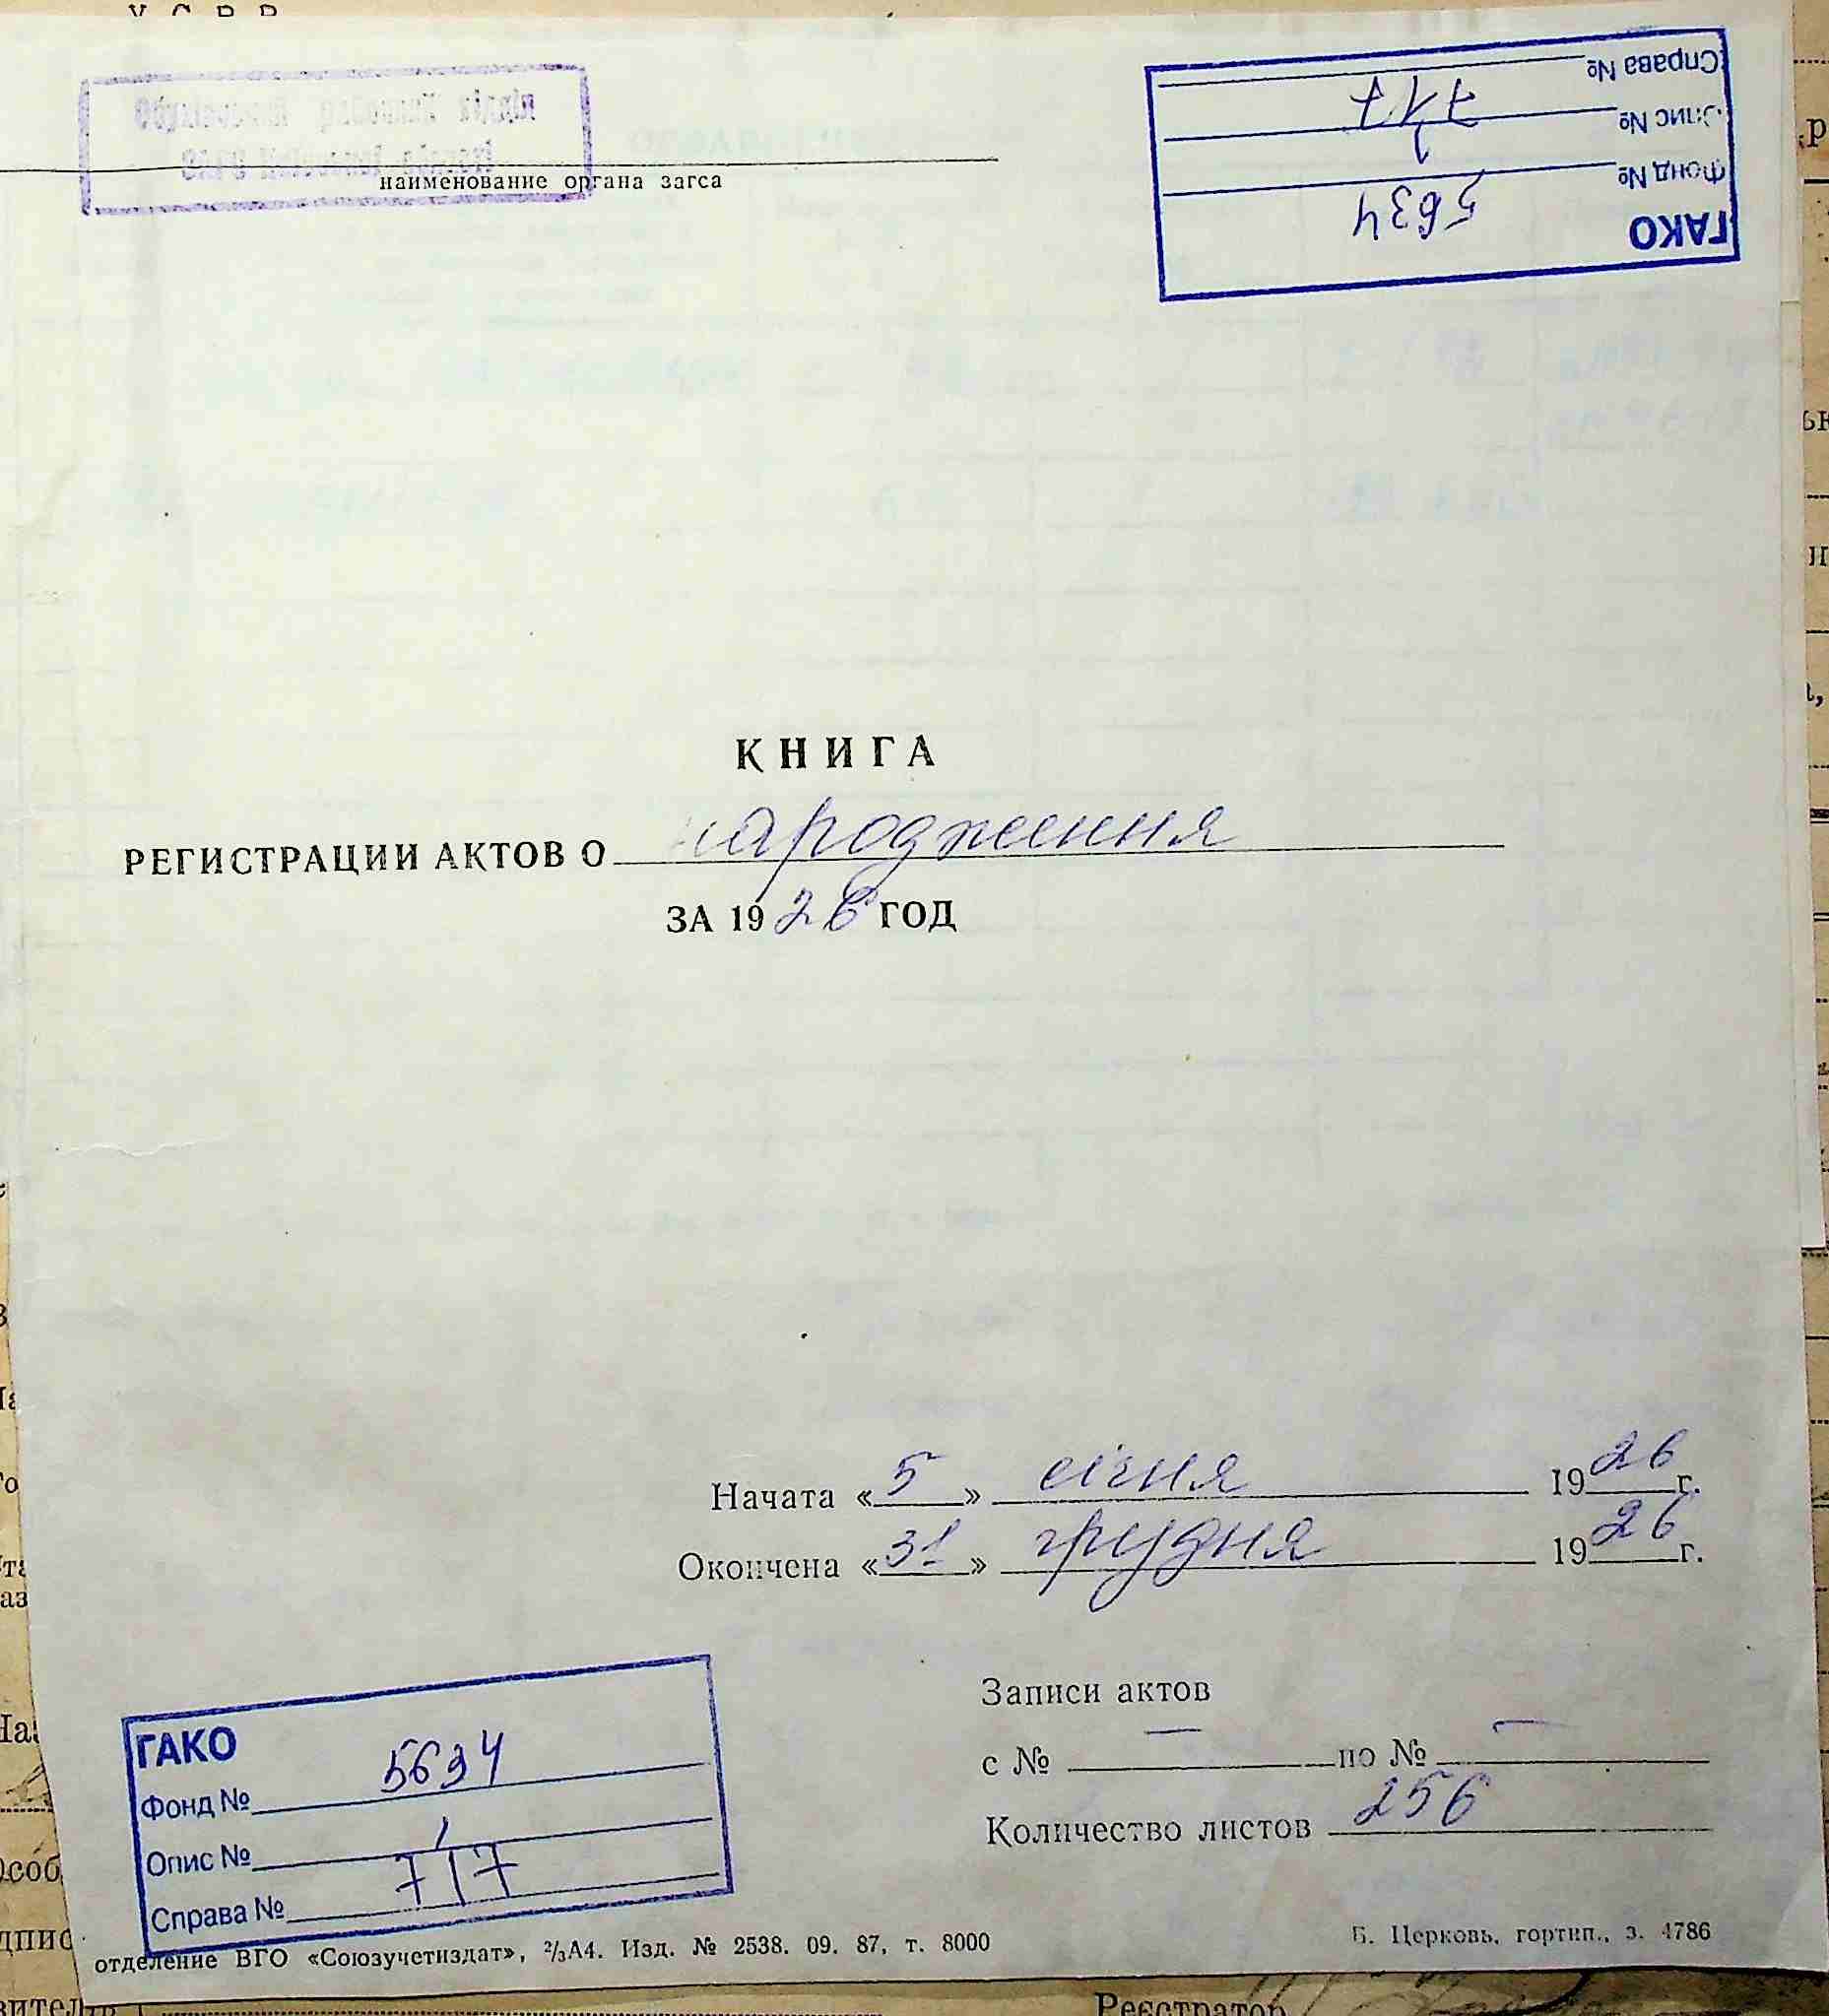 У С Р Р
наименование органа загса
Справа №
717
Опис №
1
Фонд №
5634
ГАКО
КНИГА
РЕГИСТРАЦИИ АКТОВ О народження
ЗА 1926 ГОД
Начата «5» січня 1926 г.
Окончена «31» грудня 1926 г.
Записи актов
с № — по № —
Количество листов 256
ГАКО
Фонд № 5634
Опис № 1
Справа № 717
отделение ВГО «Союзучетиздат», 2/3А4. Изд. № 2538. 09. 87, т. 8000
Б. Церковь, гортип., з. 4786
Реєстратор